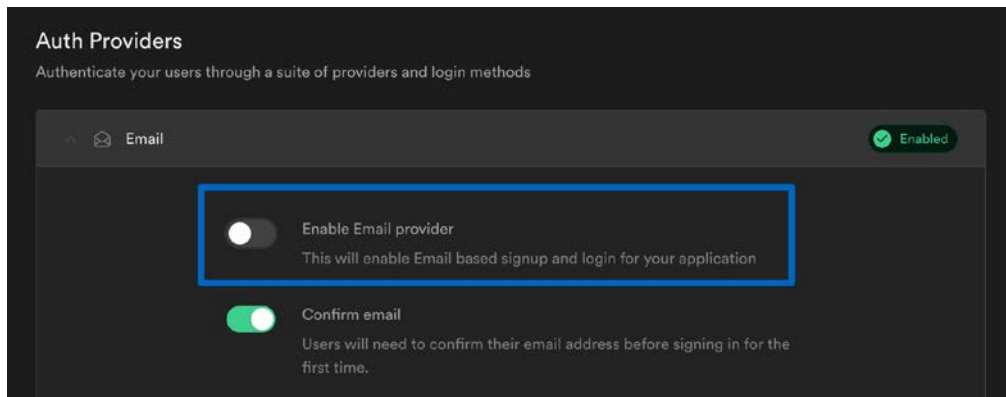 Auth Providers
Authenticate your users through a suite of providers and login methods
Email
Enabled
Enable Email provider
This will enable Email based signup and login for your application
Confirm email
Users will need to confirm their email address before signing in for the
first time.